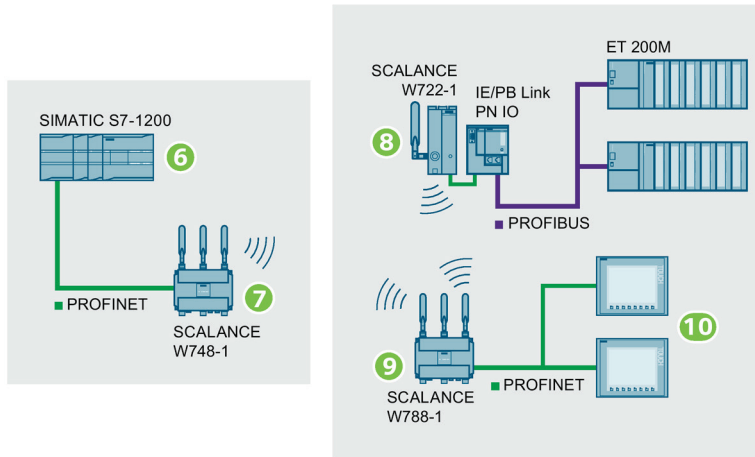 SIMATIC S7-1200
6
7
PROFINET
SCALANCE
W748-1
ET 200M
SCALANCE
W722-1
IE/PB Link
PN IO
8
PROFIBUS
9
10
PROFINET
SCALANCE
W788-1